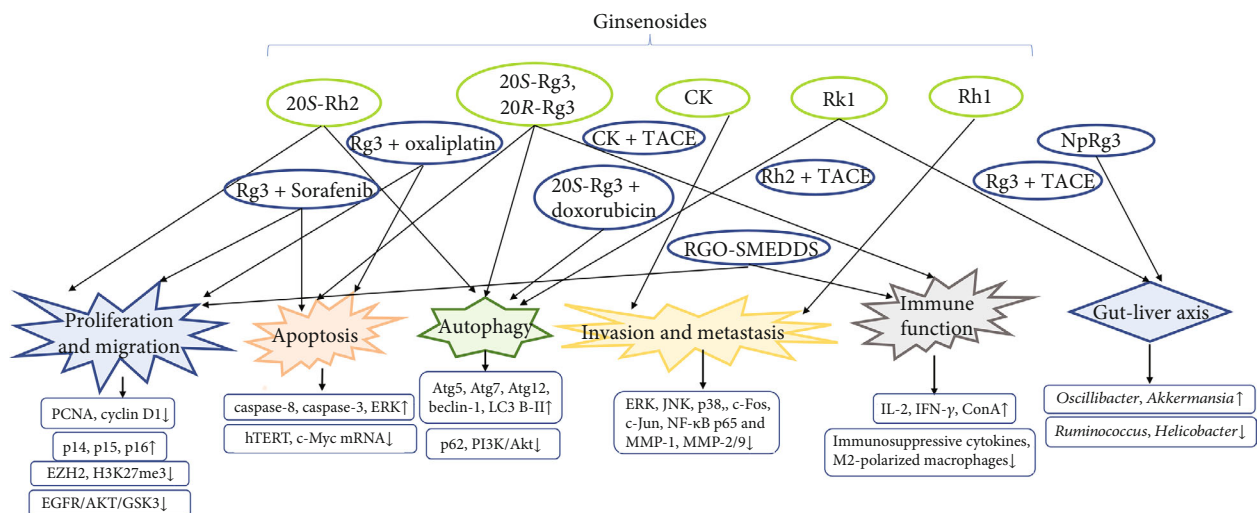 Ginsenosides
20S-Rh2
20S-Rg3,
20R-Rg3
CK
Rk1
Rh1
Rg3 + oxaliplatin
CK + TACE
NpRg3
Rg3 + Sorafenib
20S-Rg3 +
doxorubicin
Rh2 + TACE
Rg3 + TACE
RGO-SMEDDS
Proliferation
and migration
Apoptosis
Autophagy
Invasion and metastasis
Immune
function
Gut-liver axis
PCNA, cyclin D1↓
p14, p15, p16↑
EZH2, H3K27me3↓
EGFR/AKT/GSK3↓
caspase-8, caspase-3, ERK↑
hTERT, c-Myc mRNA↓
Atg5, Atg7, Atg12,
beclin-1, LC3 B-II↑
p62, PI3K/Akt↓
ERK, JNK, p38,, c-Fos,
c-Jun, NF-κB p65 and
MMP-1, MMP-2/9↓
IL-2, IFN-γ, ConA↑
Immunosuppressive cytokines,
M2-polarized macrophages↓
Oscillibacter, Akkermansia↑
Ruminococcus, Helicobacter↓